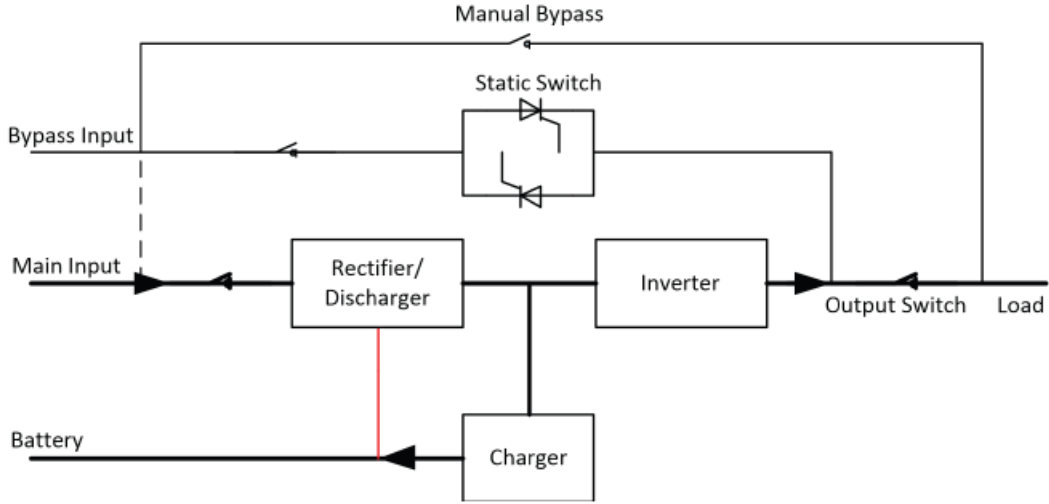 Manual Bypass
Static Switch
Bypass Input
Main Input
Rectifier/
Discharger
Inverter
Output Switch
Load
Battery
Charger